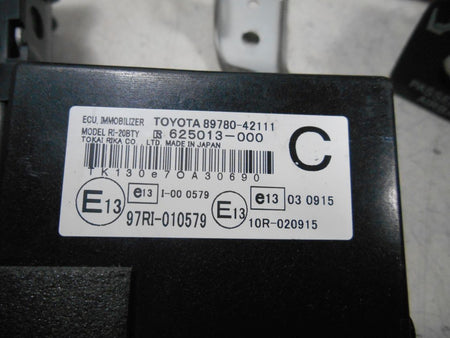 ECU, IMMOBILIZER TOYOTA 89780-42111
MODEL RI-20BTY 625013-000
TOKAI RIKA CO., LTD. MADE IN JAPAN
C
TK130e70A30690
E13 e13 I-00 0579 e13 03 0915
97RI-010579 E13 10R-020915